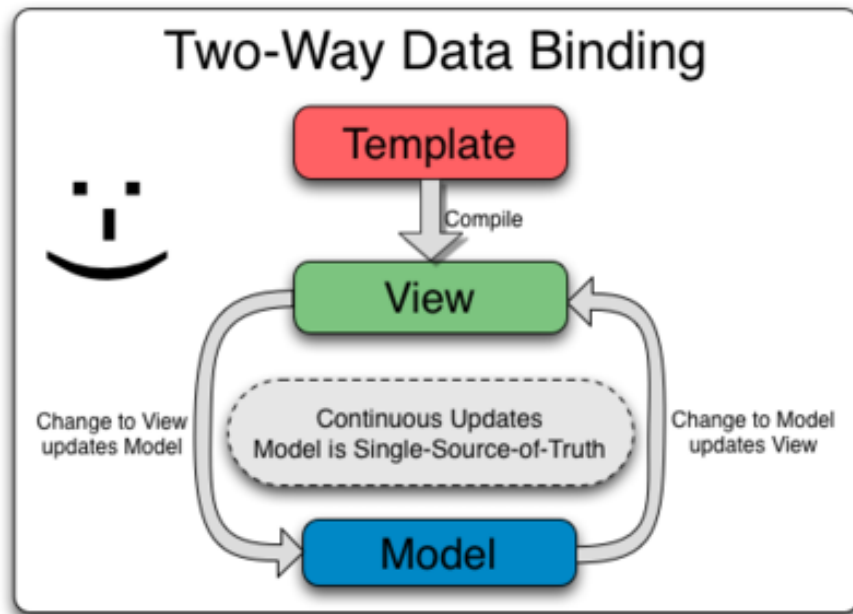 Two-Way Data Binding
Template
Compile
View
Change to View
updates Model
Continuous Updates
Model is Single-Source-of-Truth
Change to Model
updates View
Model